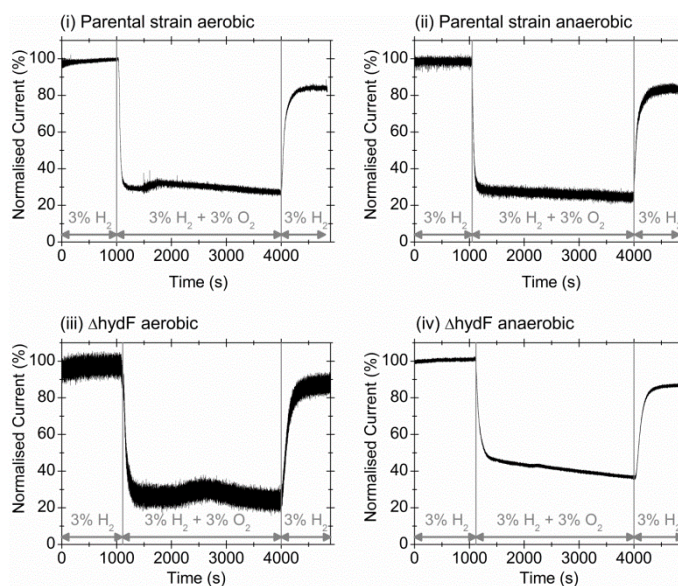 (i) Parental strain aerobic
Normalised Current (%)
100
80
60
40
20
0
3% H₂
3% H₂ + 3% O₂
3% H₂
0 1000 2000 3000 4000
Time (s)
(ii) Parental strain anaerobic
Normalised Current (%)
100
80
60
40
20
0
3% H₂
3% H₂ + 3% O₂
3% H₂
0 1000 2000 3000 4000
Time (s)
(iii) ΔhydF aerobic
Normalised Current (%)
100
80
60
40
20
0
3% H₂
3% H₂ + 3% O₂
3% H₂
0 1000 2000 3000 4000
Time (s)
(iv) ΔhydF anaerobic
Normalised Current (%)
100
80
60
40
20
0
3% H₂
3% H₂ + 3% O₂
3% H₂
0 1000 2000 3000 4000
Time (s)